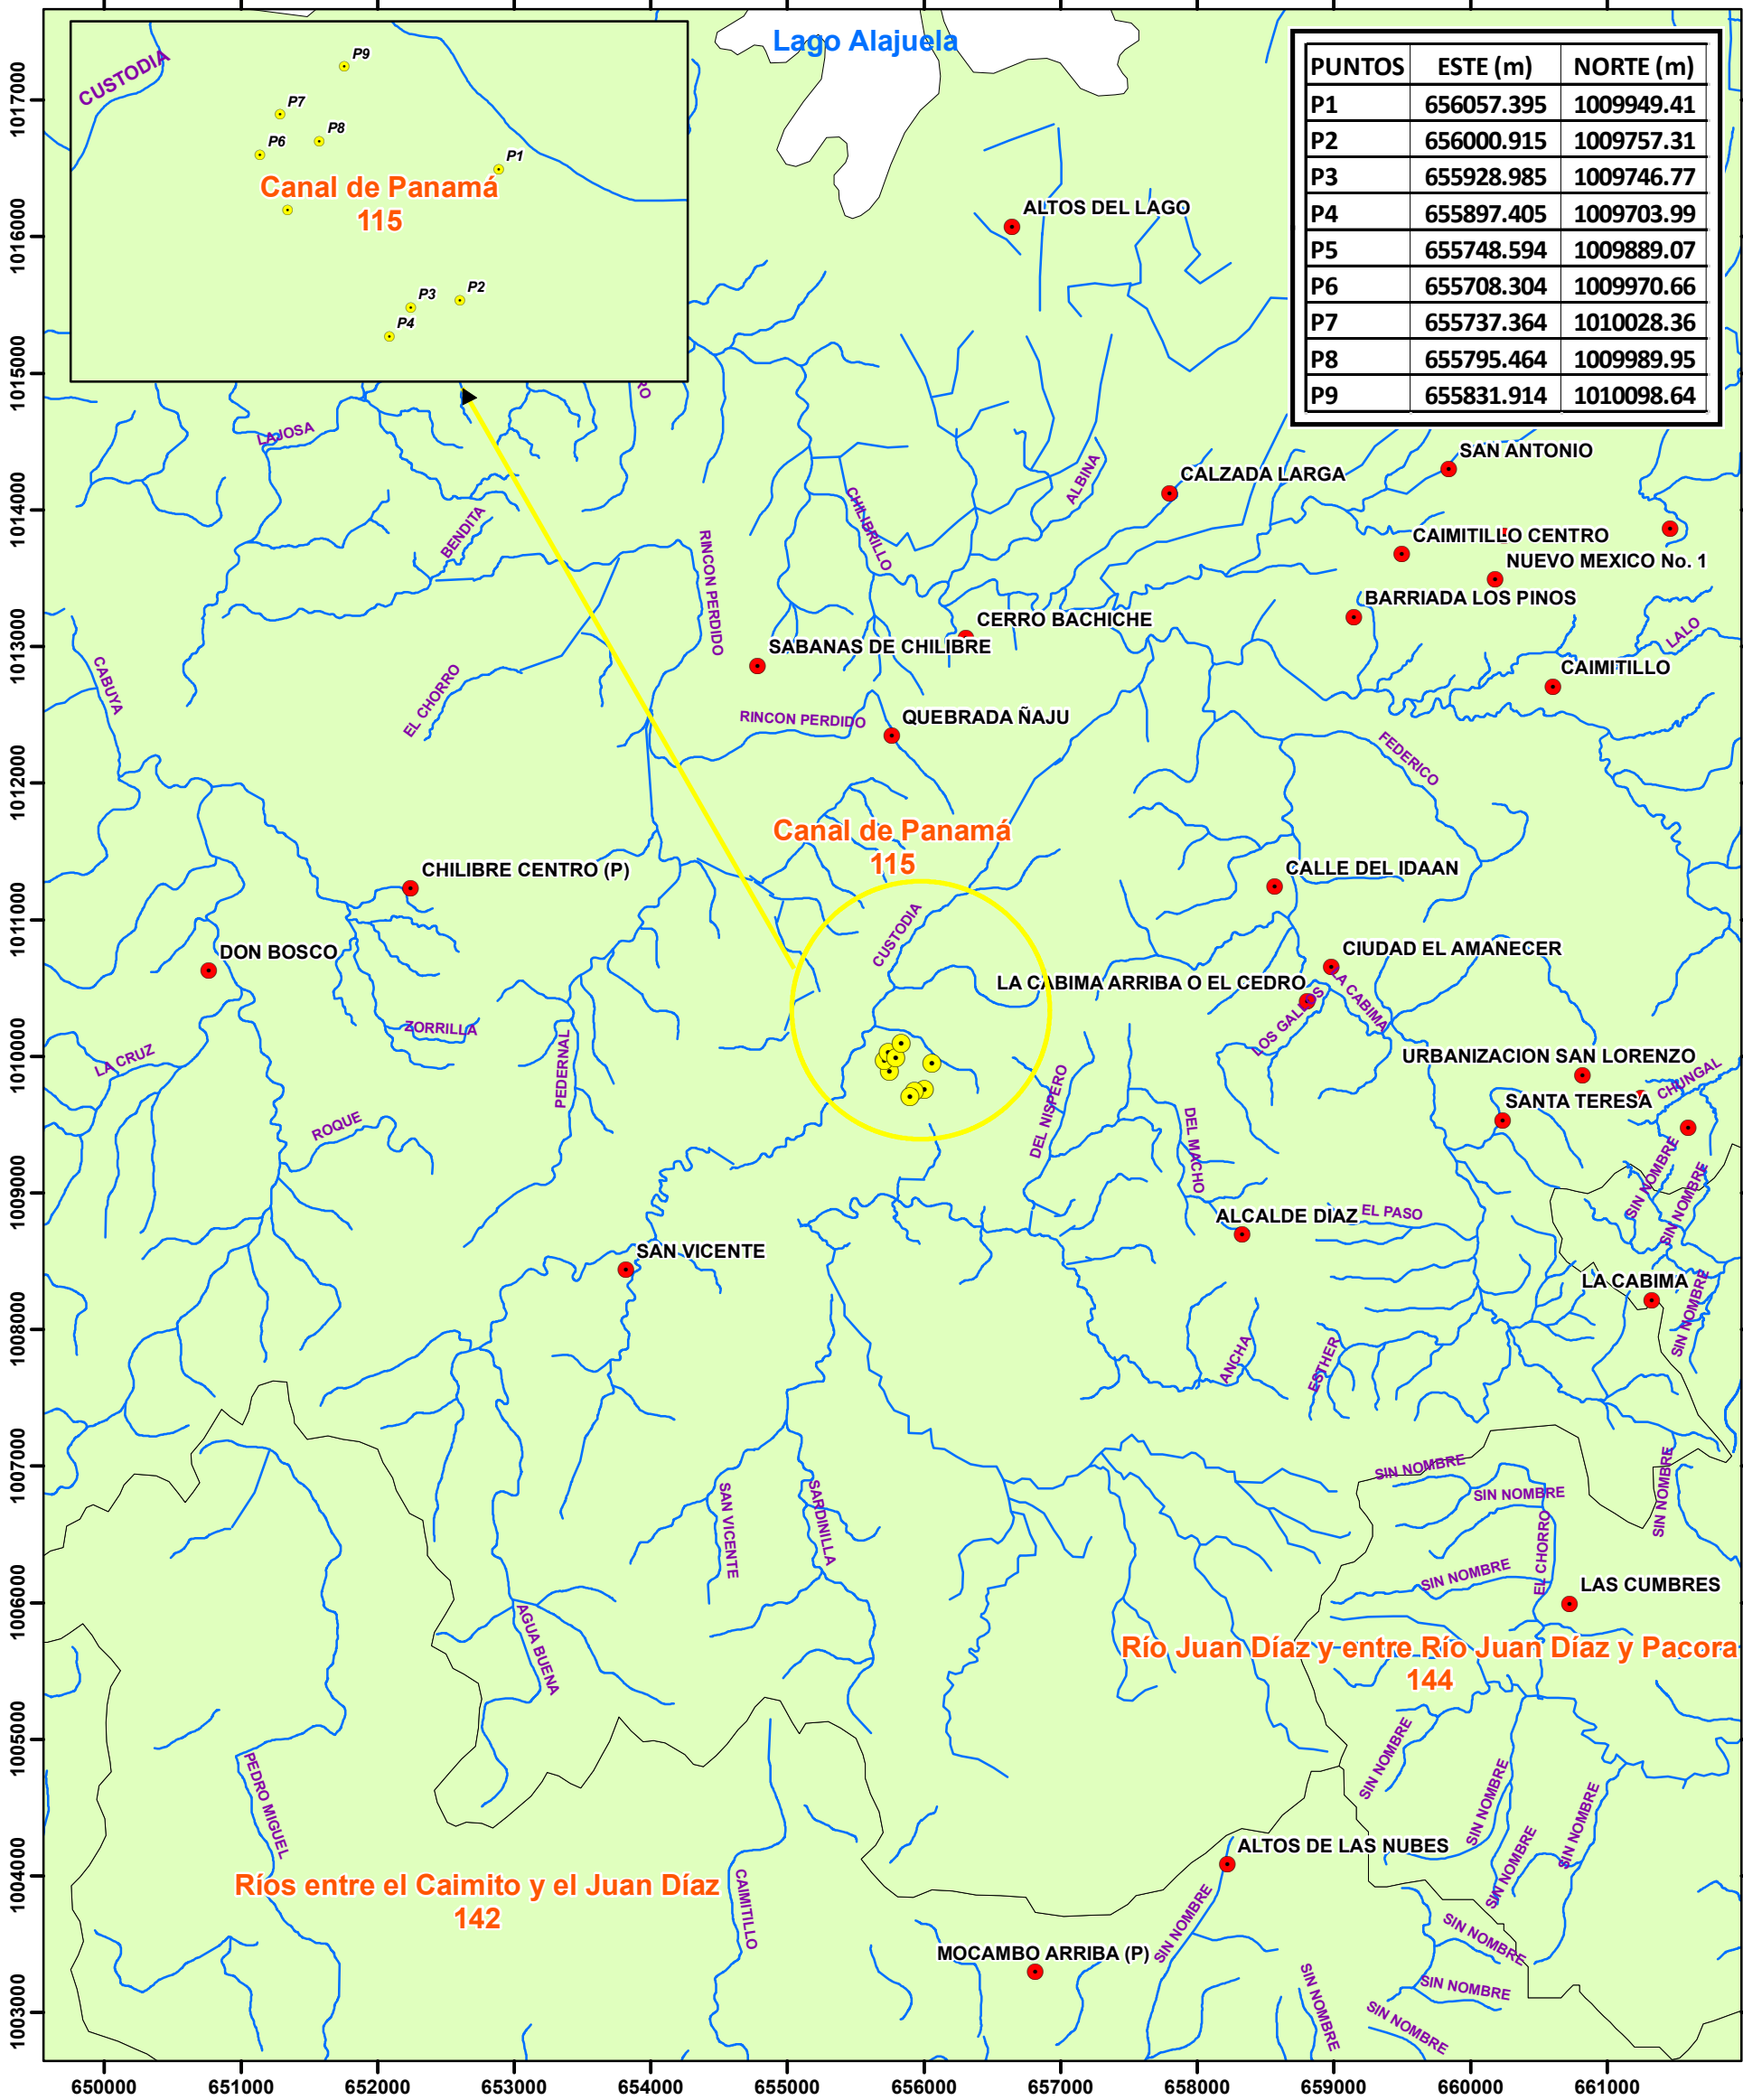 Lago Alajuela
CUSTODIA
P9
P7
P8
P6
P1
Canal de Panamá
115
P3
P2
P4
PUNTOS ESTE (m) NORTE (m)
P1 656057.395 1009949.41
P2 656000.915 1009757.31
P3 655928.985 1009746.77
P4 655897.405 1009703.99
P5 655748.594 1009889.07
P6 655708.304 1009970.66
P7 655737.364 1010028.36
P8 655795.464 1009989.95
P9 655831.914 1010098.64
ALTOS DEL LAGO
RO
LAJOSA
SAN ANTONIO
CALZADA LARGA
ALBINA
CHILIBRILLO
BENDITA
CAIMITILLO CENTRO
NUEVO MEXICO No. 1
RINCON PERDIDO
BARRIADA LOS PINOS
CERRO BACHICHE
LALO
SABANAS DE CHILIBRE
CAIMITILLO
CABUYA
EL CHORRO
RINCON PERDIDO
QUEBRADA ÑAJU
FEDERICO
Canal de Panamá
115
CHILIBRE CENTRO (P)
CALLE DEL IDAAN
CUSTODIA
DON BOSCO
CIUDAD EL AMANECER
LA CABIMA ARRIBA O EL CEDRO
LA CABIMA
LOS GALLOS
ZORRILLA
PEDERNAL
LA CRUZ
URBANIZACION SAN LORENZO
CHUNGAL
SANTA TERESA
ROQUE
DEL NISPERO
DEL MACHO
SIN NOMBRE
SIN NOMBRE
ALCALDE DIAZ
EL PASO
SAN VICENTE
LA CABIMA
SIN NOMBRE
ANCHA
ESTHER
SIN NOMBRE
SIN NOMBRE
SIN NOMBRE
SAN VICENTE
SARDINILLA
EL CHORRO
SIN NOMBRE
LAS CUMBRES
AGUA BUENA
Río Juan Díaz y entre Río Juan Díaz y Pacora
144
SIN NOMBRE
SIN NOMBRE
SIN NOMBRE
PEDRO MIGUEL
ALTOS DE LAS NUBES
SIN NOMBRE
Ríos entre el Caimito y el Juan Díaz
142
CAIMITILLO
SIN NOMBRE
SIN NOMBRE
MOCAMBO ARRIBA (P)
SIN NOMBRE
SIN NOMBRE
SIN NOMBRE
1017000
1016000
1015000
1014000
1013000
1012000
1011000
1010000
1009000
1008000
1007000
1006000
1005000
1004000
1003000
650000 651000 652000 653000 654000 655000 656000 657000 658000 659000 660000 661000